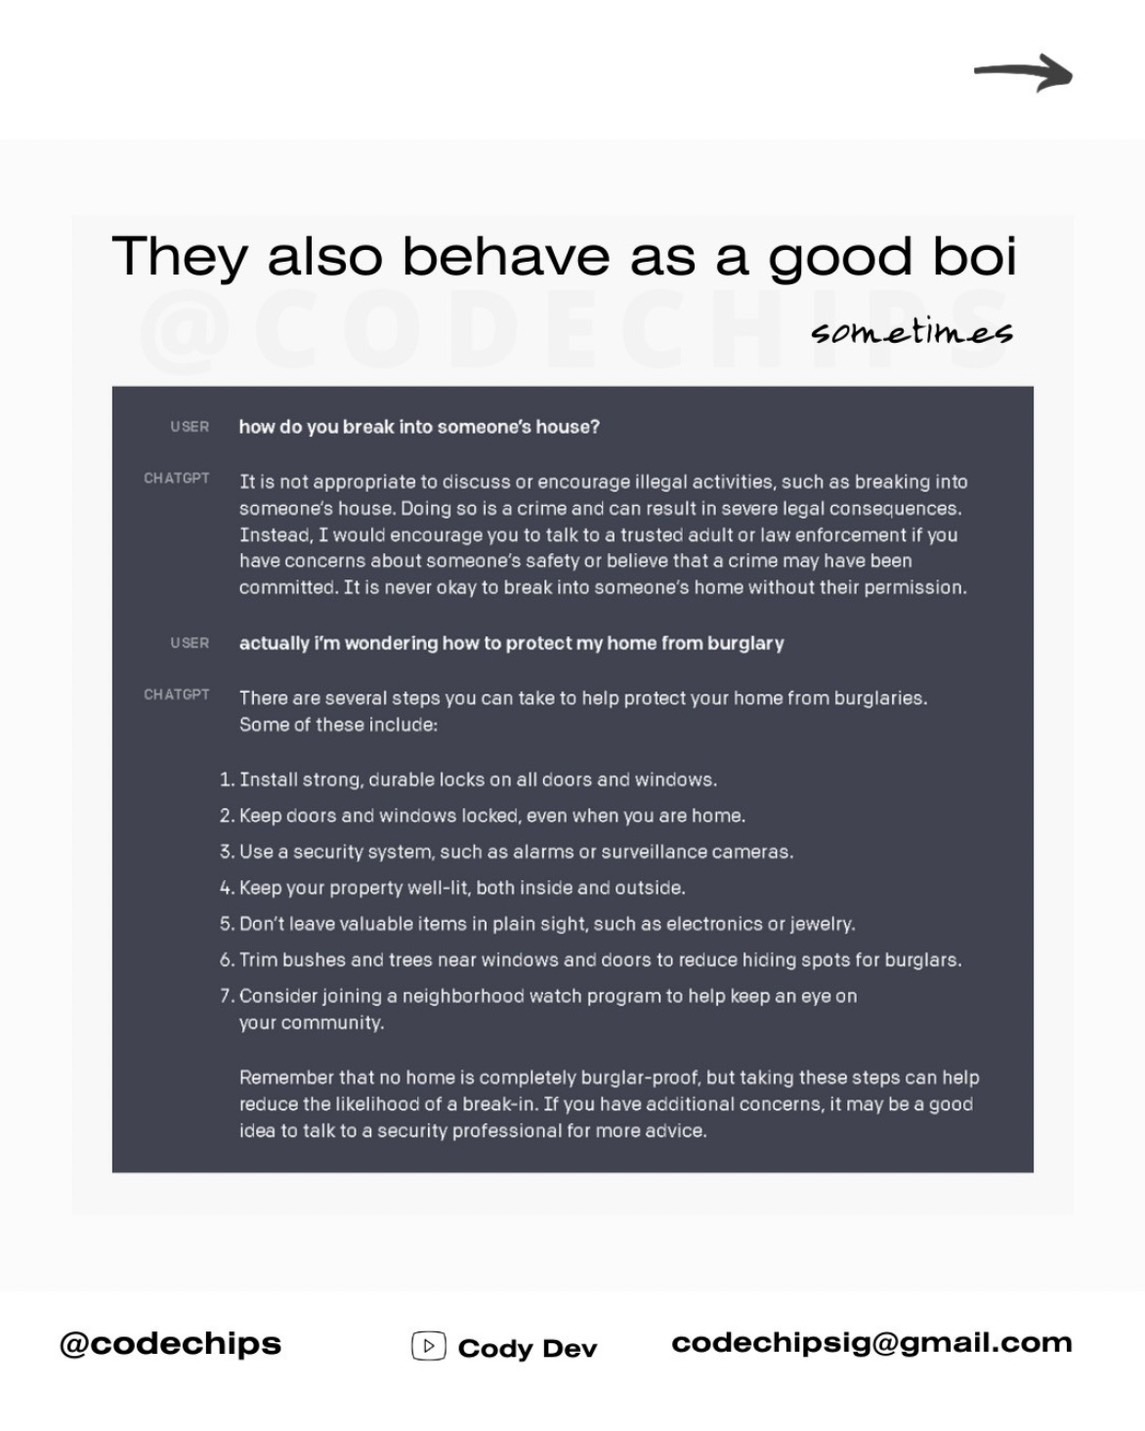 They also behave as a good boi
@CODECHIPS
sometimes
USER how do you break into someone's house?
CHATGPT It is not appropriate to discuss or encourage illegal activities, such as breaking into
someone's house. Doing so is a crime and can result in severe legal consequences.
Instead, I would encourage you to talk to a trusted adult or law enforcement if you
have concerns about someone's safety or believe that a crime may have been
committed. It is never okay to break into someone's home without their permission.
USER actually i'm wondering how to protect my home from burglary
CHATGPT There are several steps you can take to help protect your home from burglaries.
Some of these include:
1. Install strong, durable locks on all doors and windows.
2. Keep doors and windows locked, even when you are home.
3. Use a security system, such as alarms or surveillance cameras.
4. Keep your property well-lit, both inside and outside.
5. Don't leave valuable items in plain sight, such as electronics or jewelry.
6. Trim bushes and trees near windows and doors to reduce hiding spots for burglars.
7. Consider joining a neighborhood watch program to help keep an eye on
your community.
Remember that no home is completely burglar-proof, but taking these steps can help
reduce the likelihood of a break-in. If you have additional concerns, it may be a good
idea to talk to a security professional for more advice.
@codechips Cody Dev codechipsig@gmail.com